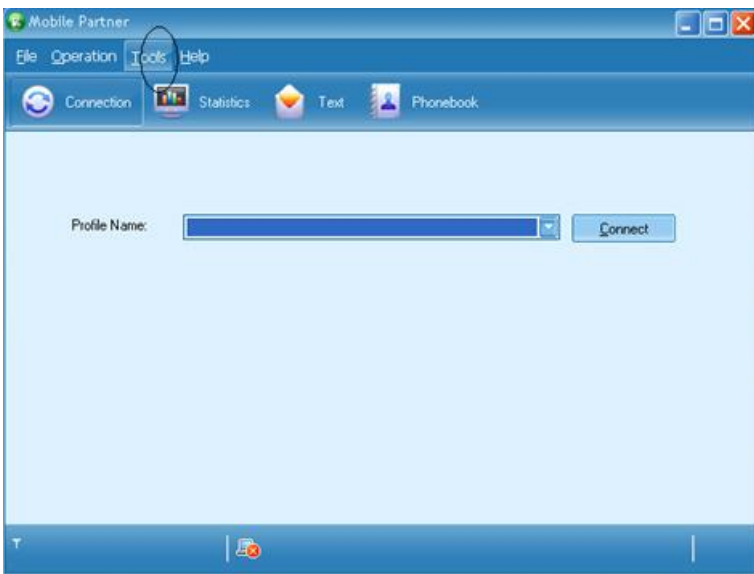 Mobile Partner
File Operation Tools Help
Connection Statistics Text Phonebook
Profile Name: Connect